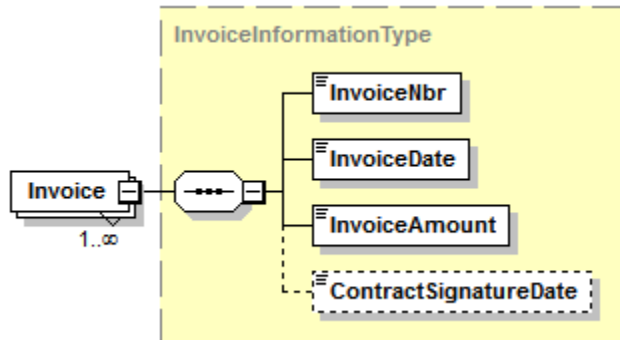 InvoiceInformationType
InvoiceNbr
InvoiceDate
Invoice
1..∞
InvoiceAmount
ContractSignatureDate